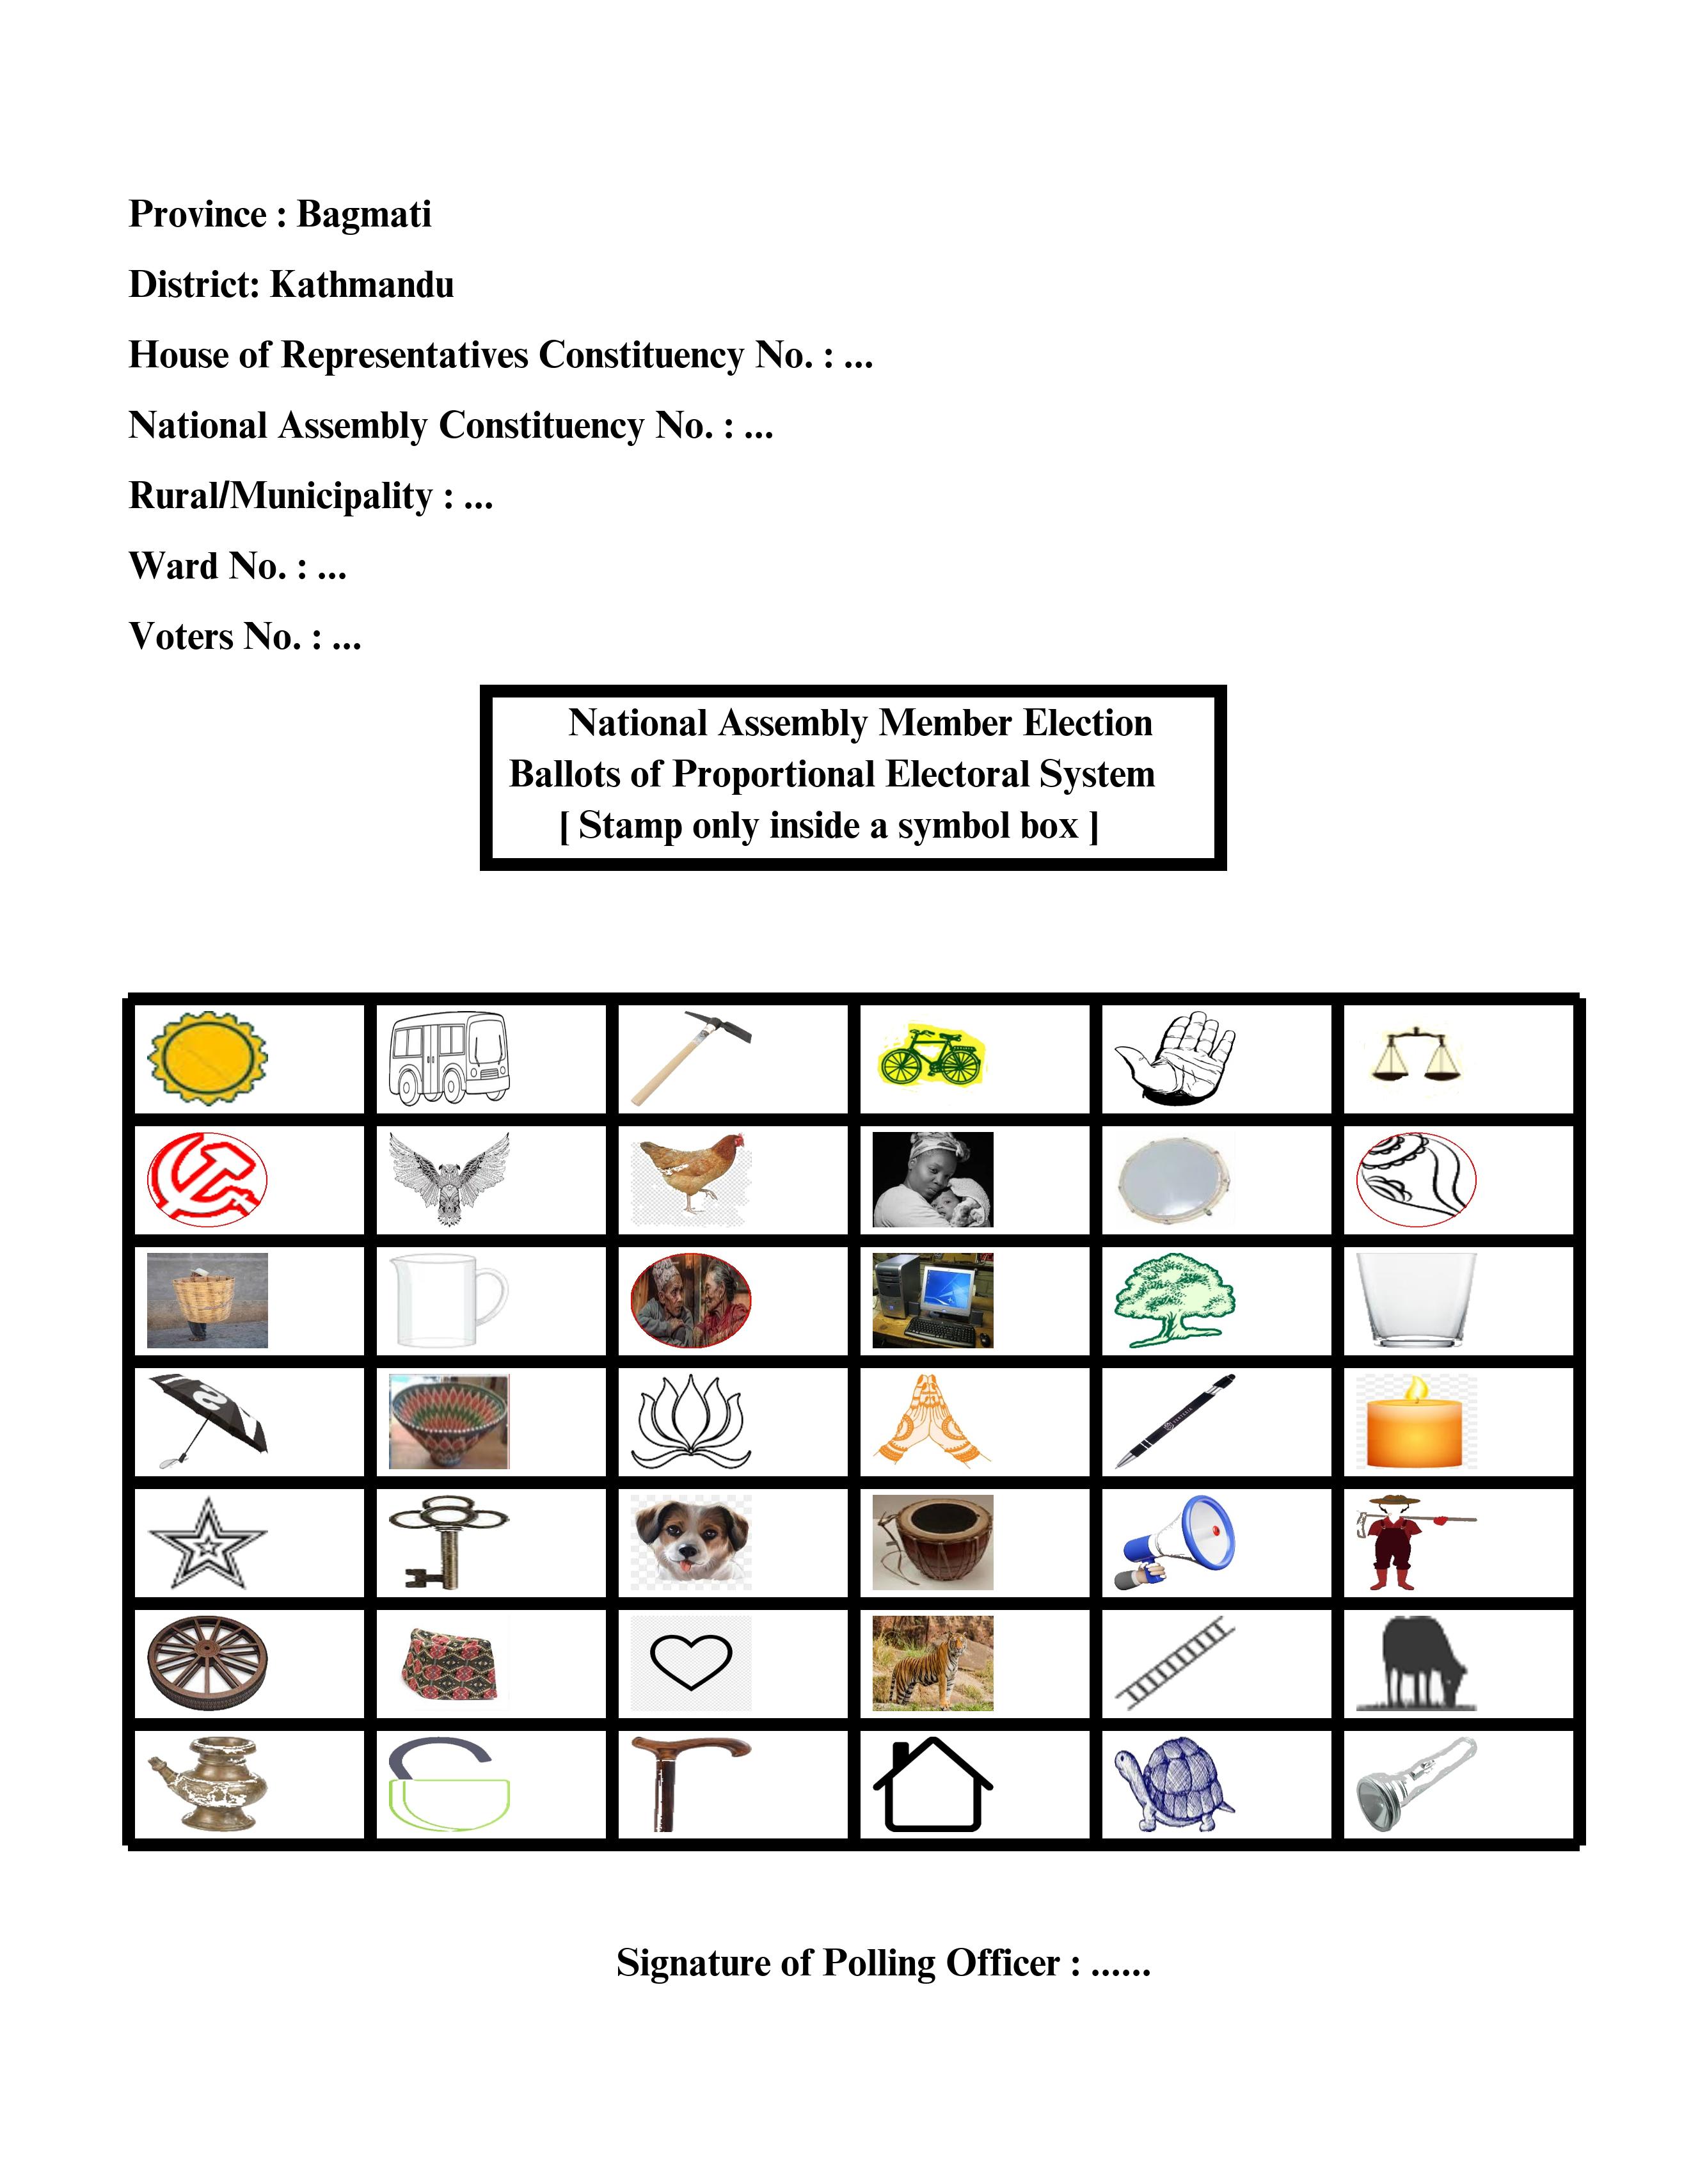 Province : Bagmati
District: Kathmandu
House of Representatives Constituency No. : ...
National Assembly Constituency No. : ...
Rural/Municipality : ...
Ward No. : ...
Voters No. : ...
National Assembly Member Election
Ballots of Proportional Electoral System
[ Stamp only inside a symbol box ]
Signature of Polling Officer : ......